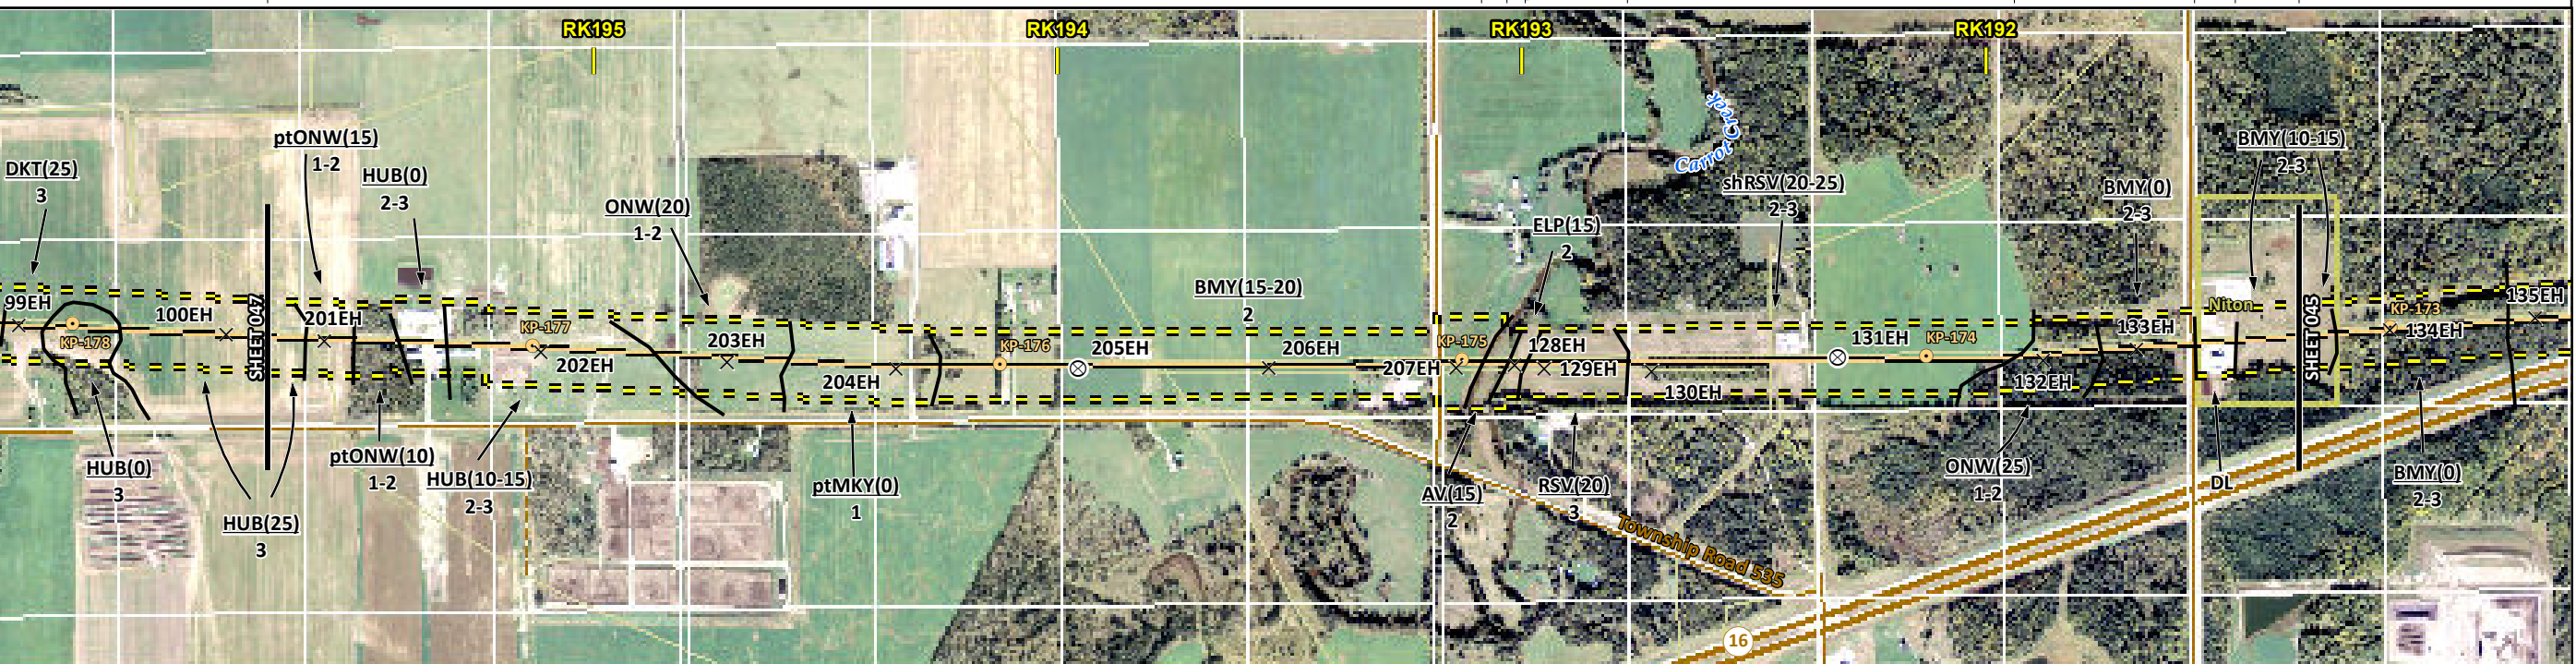 RK195
RK194
RK193
RK192
ptONW(15)
1-2
DKT(25)
3
HUB(0)
2-3
ONW(20)
1-2
Carrot Creek
shRSV(20-25)
2-3
BMY(10-15)
2-3
BMY(0)
2-3
ELP(15)
2
BMY(15-20)
2
99EH
KP-178
100EH
SHEET 047
201EH
KP-177
202EH
203EH
204EH
KP-176
205EH
206EH
207EH
KP-175
128EH
129EH
130EH
131EH
KP-174
132EH
133EH
Niton
SHEET 045
KP-173
134EH
135EH
HUB(0)
3
HUB(25)
3
ptONW(10)
1-2
HUB(10-15)
2-3
ptMKY(0)
1
AV(15)
2
RSV(20)
3
ONW(25)
1-2
DL
BMY(0)
2-3
Township Road 535
16